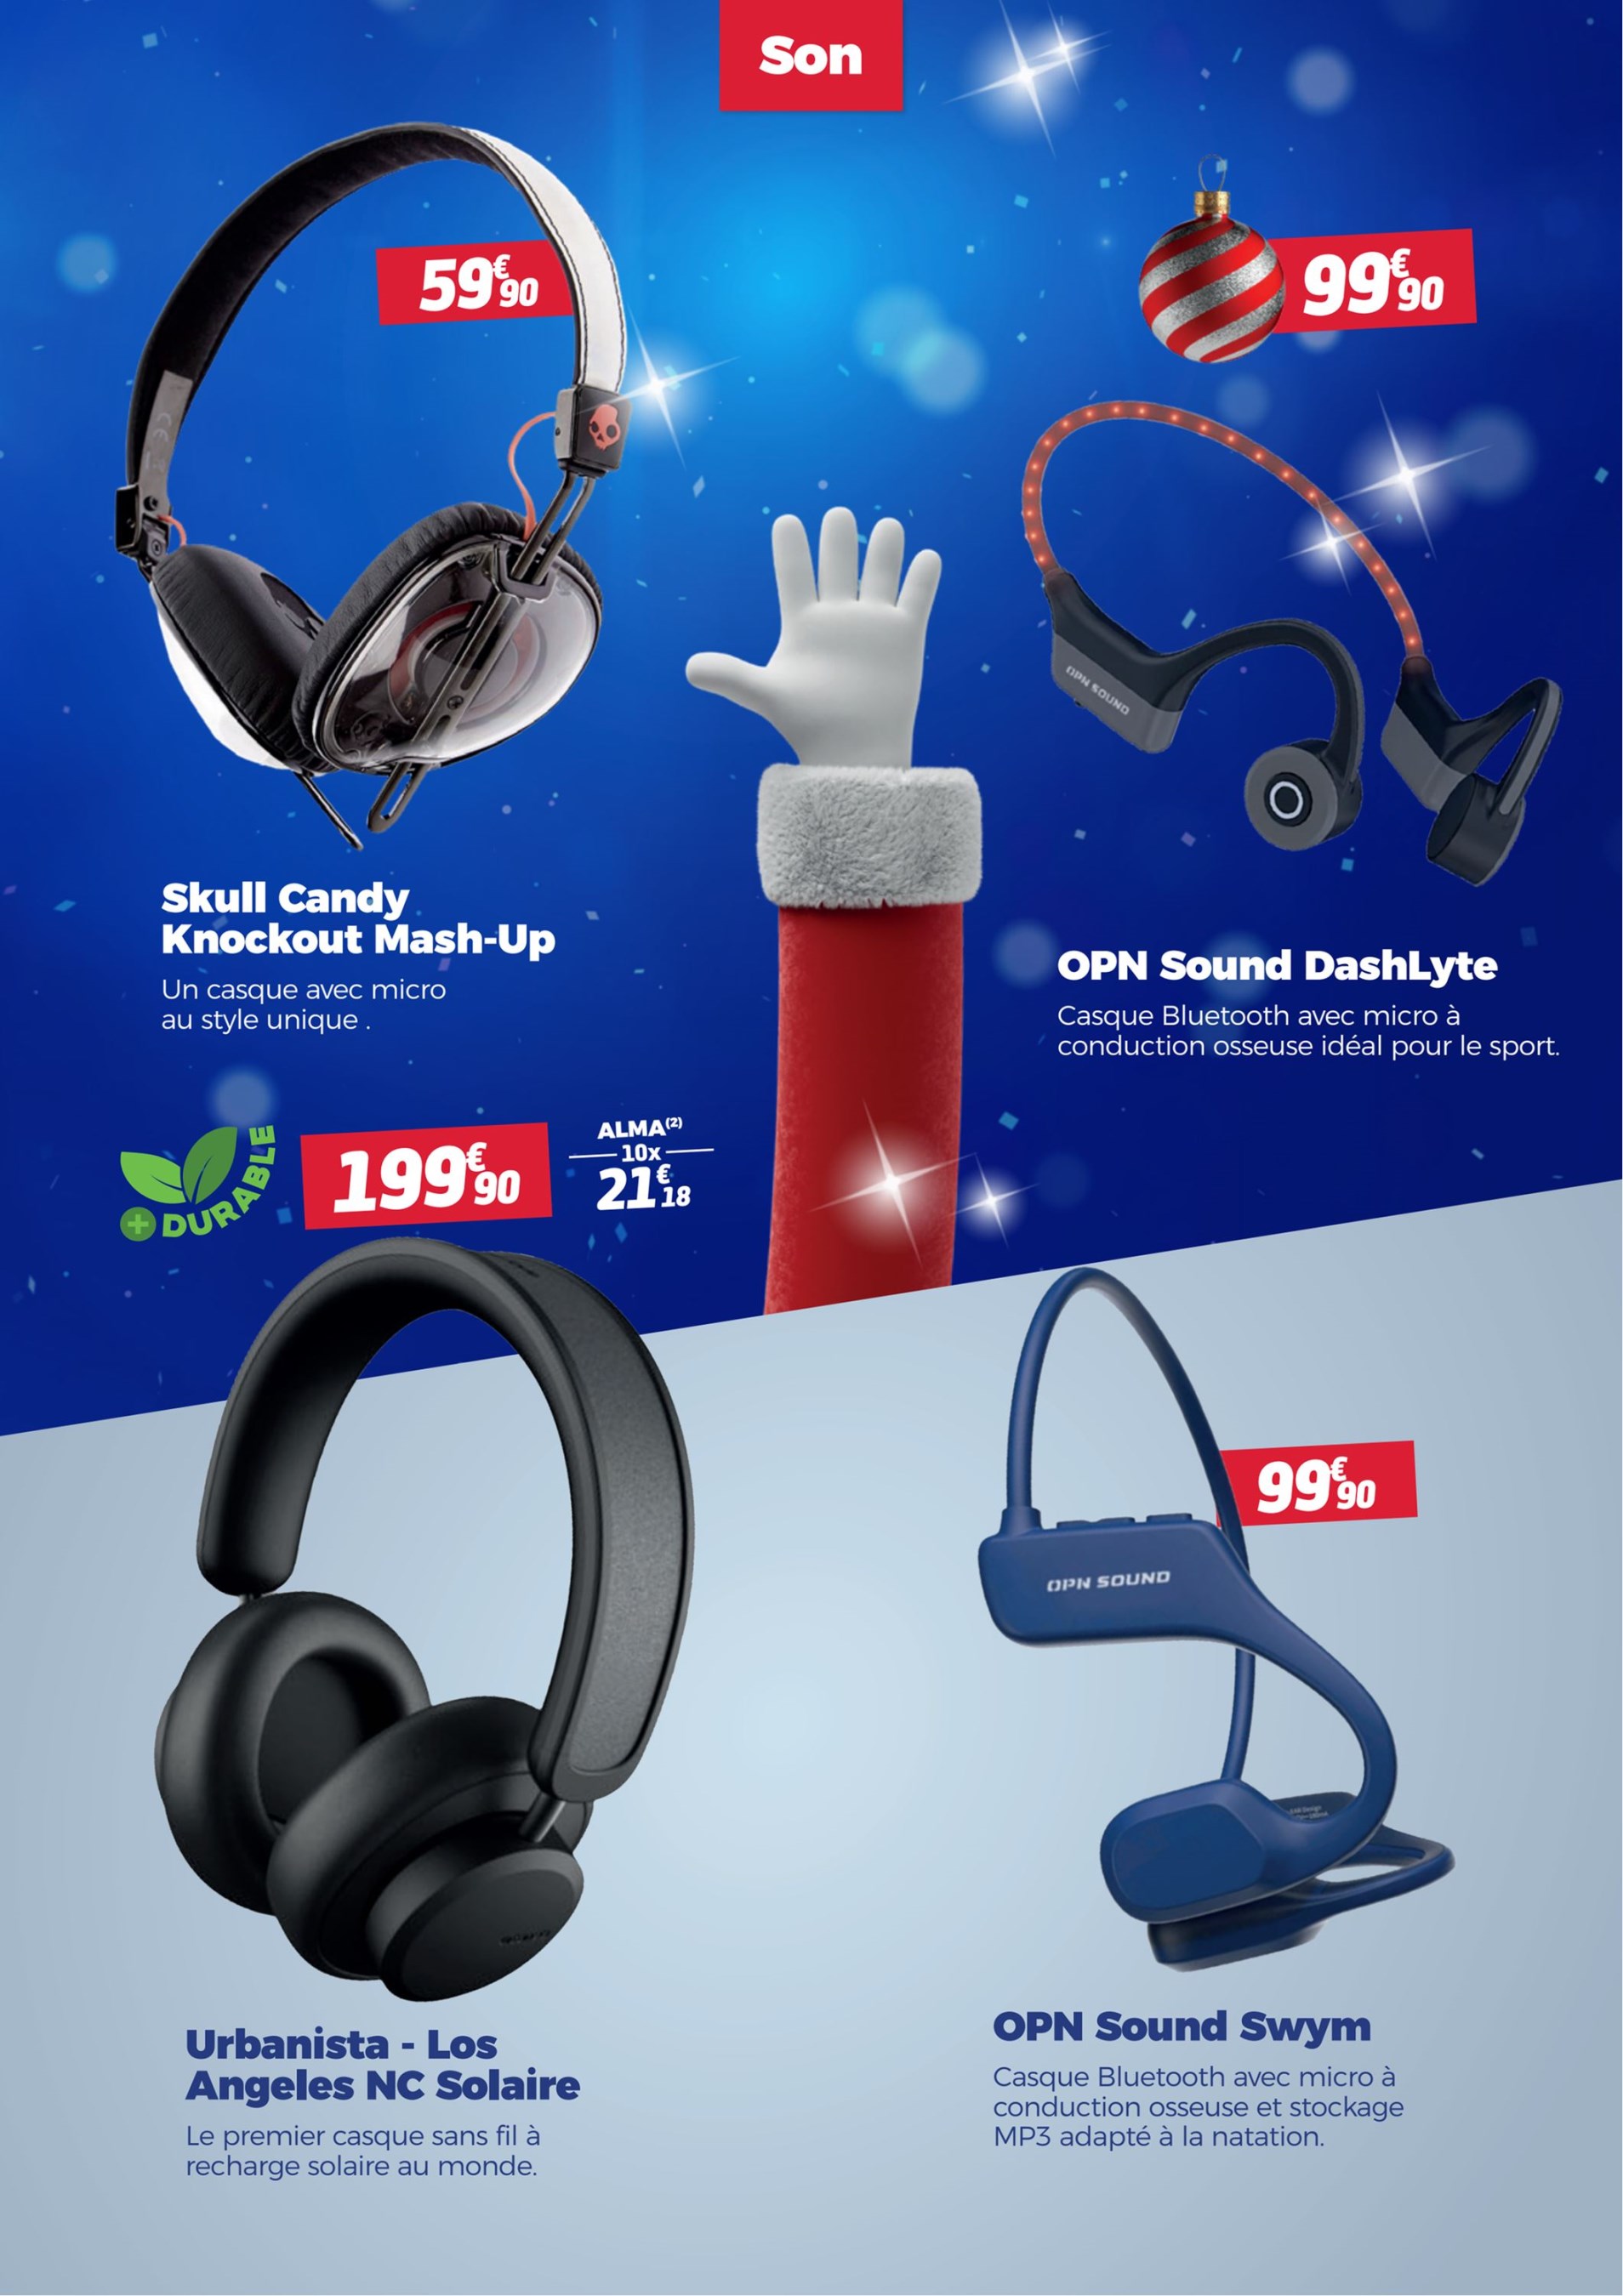 Son
59€90
99€90
OPN SOUND
Skull Candy
Knockout Mash-Up
Un casque avec micro
au style unique .
OPN Sound DashLyte
Casque Bluetooth avec micro à
conduction osseuse idéal pour le sport.
+ DURABLE
199€90
ALMA(2)
10x
21€18
99€90
OPN SOUND
Urbanista - Los
Angeles NC Solaire
Le premier casque sans fil à
recharge solaire au monde.
OPN Sound Swym
Casque Bluetooth avec micro à
conduction osseuse et stockage
MP3 adapté à la natation.